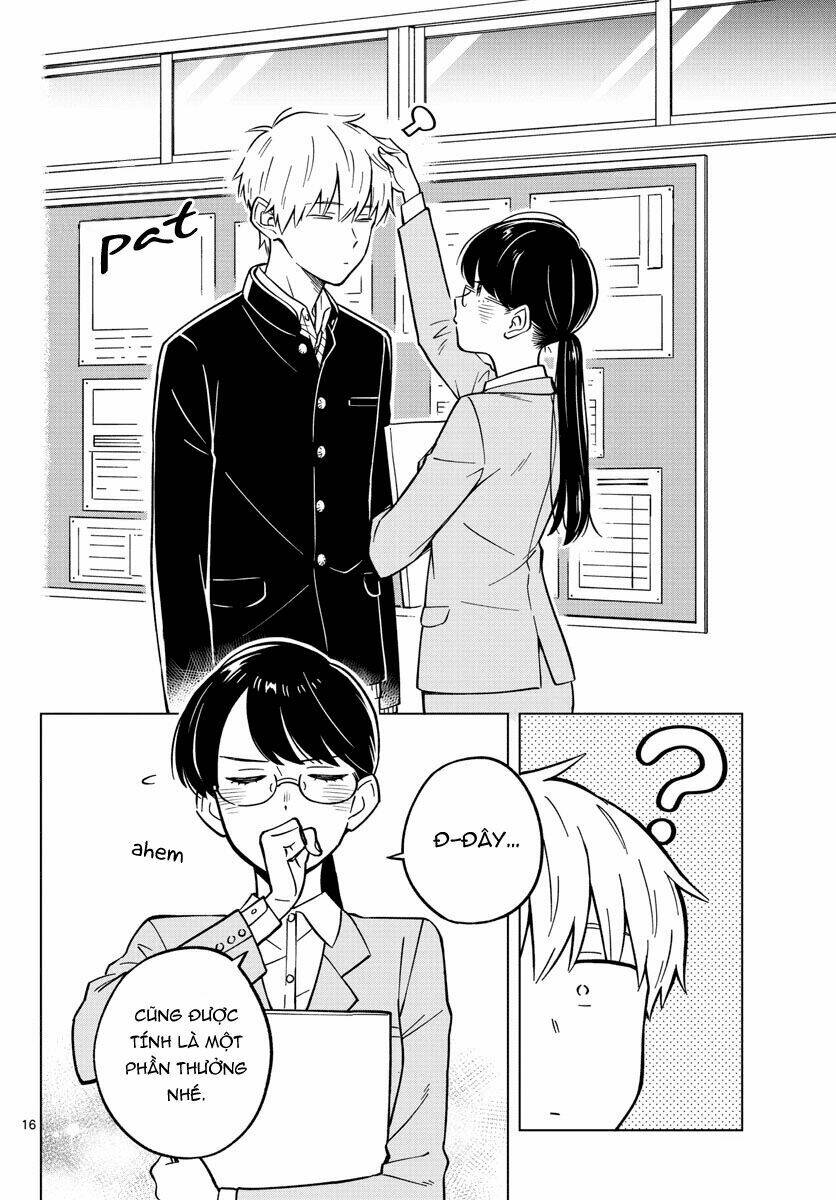 pat
Đ-ĐÂY...
?
ahem
CŨNG ĐƯỢC
TÍNH LÀ MỘT
PHẦN THƯỞNG
NHÉ.
16